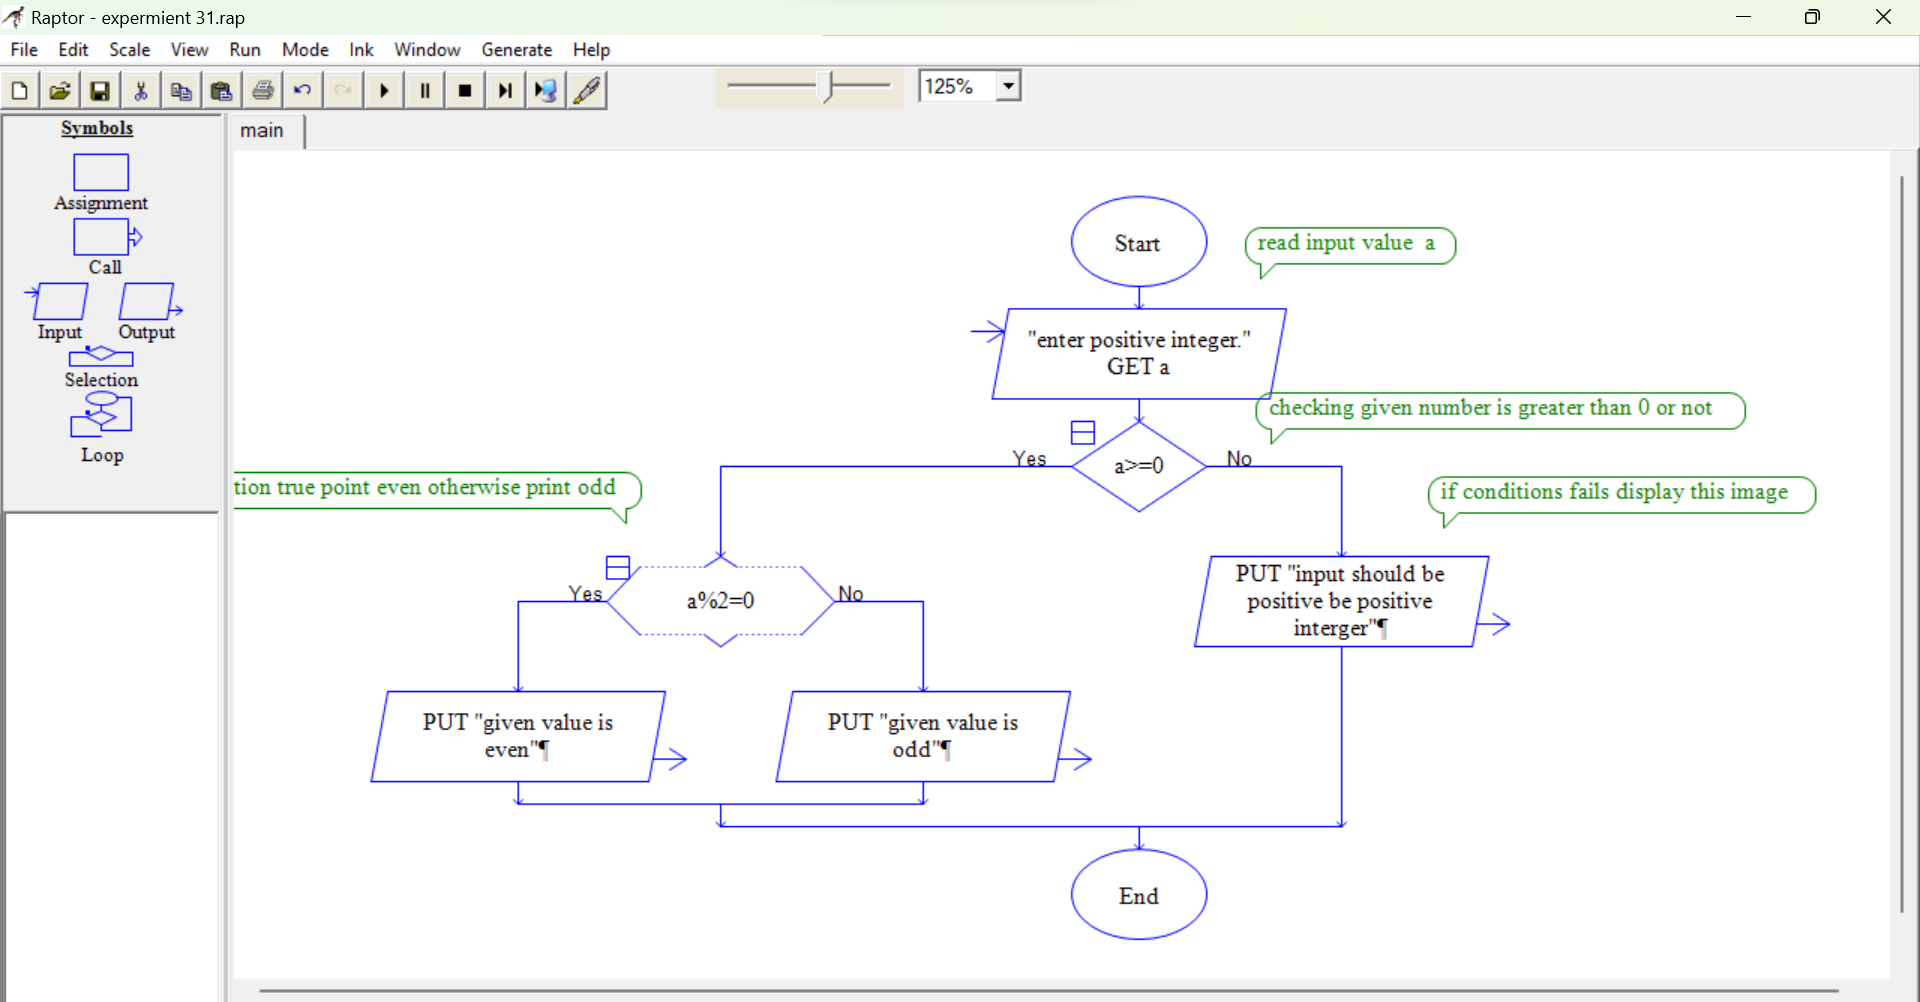 Raptor - expermient 31.rap
File Edit Scale View Run Mode Ink Window Generate Help
125%
Symbols
Assignment
Call
Input Output
Selection
Loop
main
Start
read input value a
"enter positive integer."
GET a
checking given number is greater than 0 or not
Yes
a>=0
No
tion true point even otherwise print odd
if conditions fails display this image
Yes
a%2=0
No
PUT "input should be
positive be positive
interger"¶
PUT "given value is
even"¶
PUT "given value is
odd"¶
End